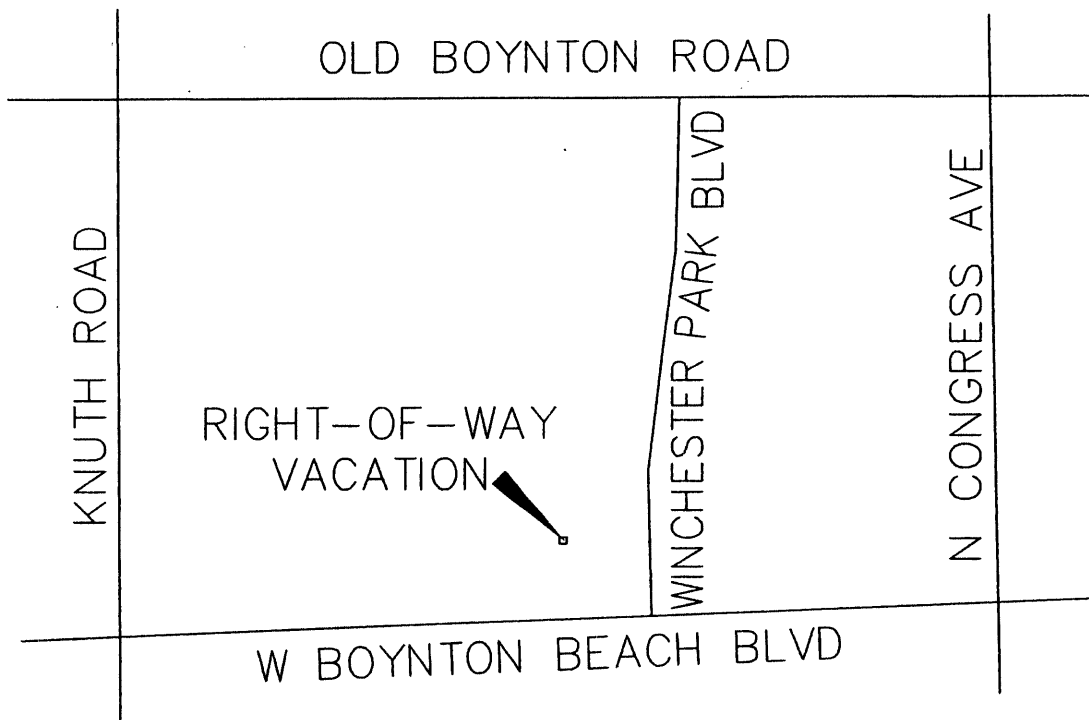 OLD BOYNTON ROAD
KNUTH ROAD
WINCHESTER PARK BLVD
N CONGRESS AVE
RIGHT-OF-WAY
VACATION
W BOYNTON BEACH BLVD